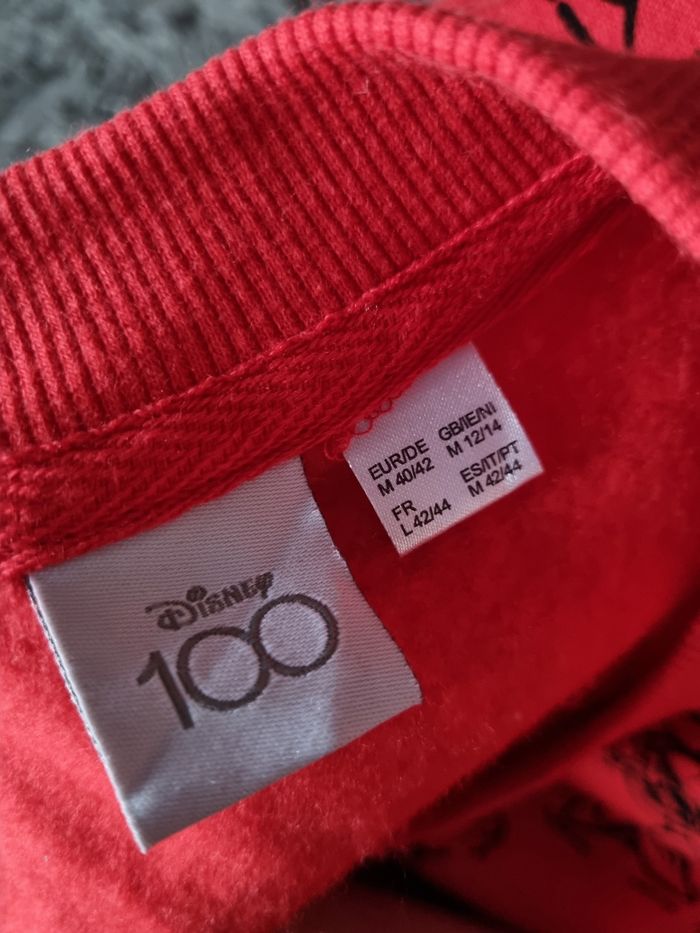 EUR/DE GB/IE/NI
M 40/42 M 12/14
FR ES/IT/PT
L 42/44 M 42/44
Disney
100